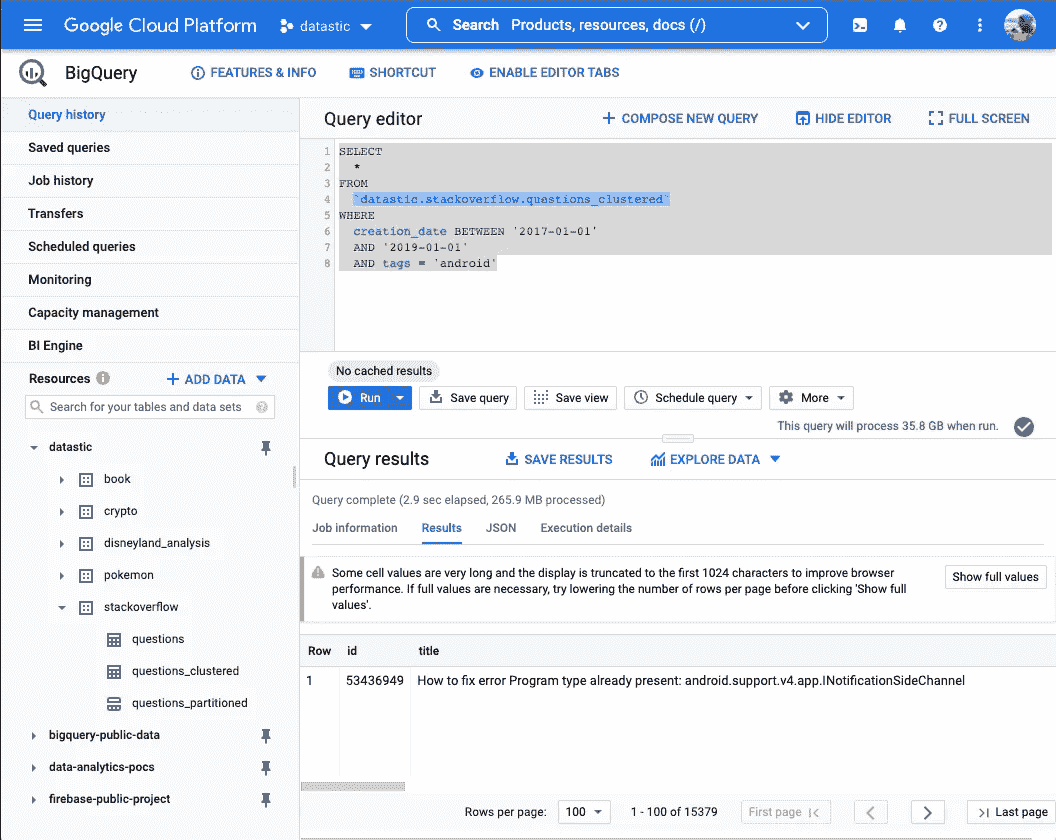 Google Cloud Platform
datastic
Search Products, resources, docs (/)
BigQuery
FEATURES & INFO
SHORTCUT
ENABLE EDITOR TABS
Query history
Saved queries
Job history
Transfers
Scheduled queries
Monitoring
Capacity management
BI Engine
Resources
ADD DATA
Search for your tables and data sets
datastic
book
crypto
disneyland_analysis
pokemon
stackoverflow
questions
questions_clustered
questions_partitioned
bigquery-public-data
data-analytics-pocs
firebase-public-project
Query editor
+ COMPOSE NEW QUERY
HIDE EDITOR
FULL SCREEN
1 SELECT
2 *
3 FROM
4 `datastic.stackoverflow.questions_clustered`
5 WHERE
6 creation_date BETWEEN '2017-01-01'
7 AND '2019-01-01'
8 AND tags = 'android'
No cached results
Run
Save query
Save view
Schedule query
More
This query will process 35.8 GB when run.
Query results
SAVE RESULTS
EXPLORE DATA
Query complete (2.9 sec elapsed, 265.9 MB processed)
Job information
Results
JSON
Execution details
Some cell values are very long and the display is truncated to the first 1024 characters to improve browser
performance. If full values are necessary, try lowering the number of rows per page before clicking 'Show full
values'.
Show full values
Row id title
1 53436949 How to fix error Program type already present: android.support.v4.app.INotificationSideChannel
Rows per page: 100 1 - 100 of 15379 First page Last page